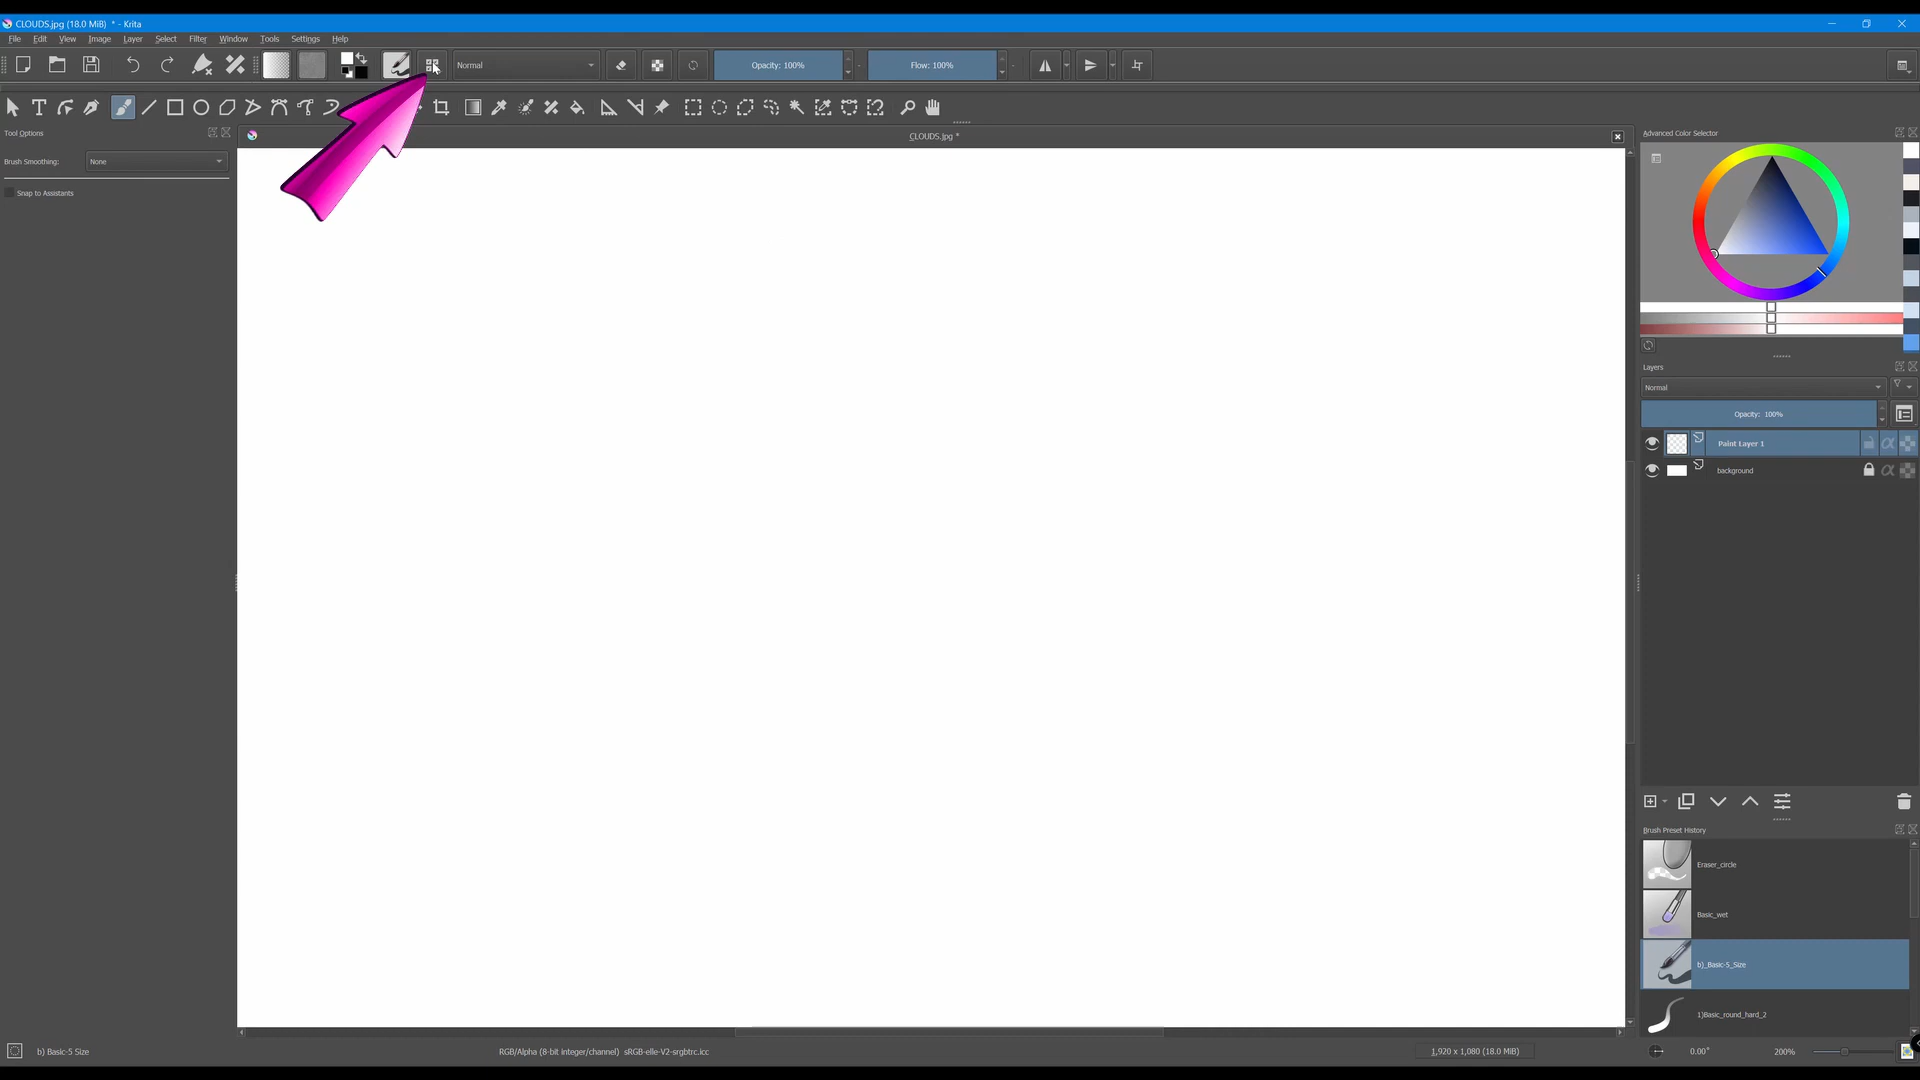 CLOUDS.jpg (18.0 MiB) * - Krita
File Edit View Image Layer Select Filter Window Tools Settings Help
Normal Opacity: 100% Flow: 100%
Tool Options
CLOUDS.jpg *
Advanced Color Selector
Brush Smoothing: None
Snap to Assistants
Layers
Normal
Opacity: 100%
Paint Layer 1
background
Brush Preset History
Eraser_circle
Basic_wet
b)_Basic-5_Size
1)Basic_round_hard_2
b) Basic-5 Size
RGB/Alpha (8-bit integer/channel) sRGB-elle-V2-srgbtrc.icc
1,920 x 1,080 (18.0 MiB)
0.00°
200%